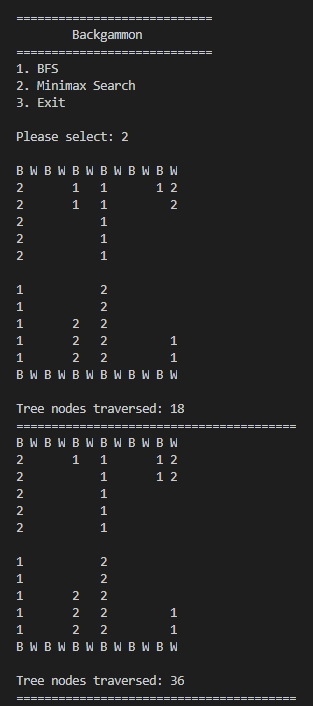 ============================
        Backgammon
============================
1. BFS
2. Minimax Search
3. Exit

Please select: 2

B W B W B W B W B W B W
2       1   1       1 2
2       1   1         2
2           1
2           1
2           1

1           2
1           2
1       2   2
1       2   2         1
1       2   2         1
B W B W B W B W B W B W

Tree nodes traversed: 18
========================================
B W B W B W B W B W B W
2       1   1       1 2
2           1       1 2
2           1
2           1
2           1

1           2
1           2
1       2   2
1       2   2         1
1       2   2         1
B W B W B W B W B W B W

Tree nodes traversed: 36
========================================